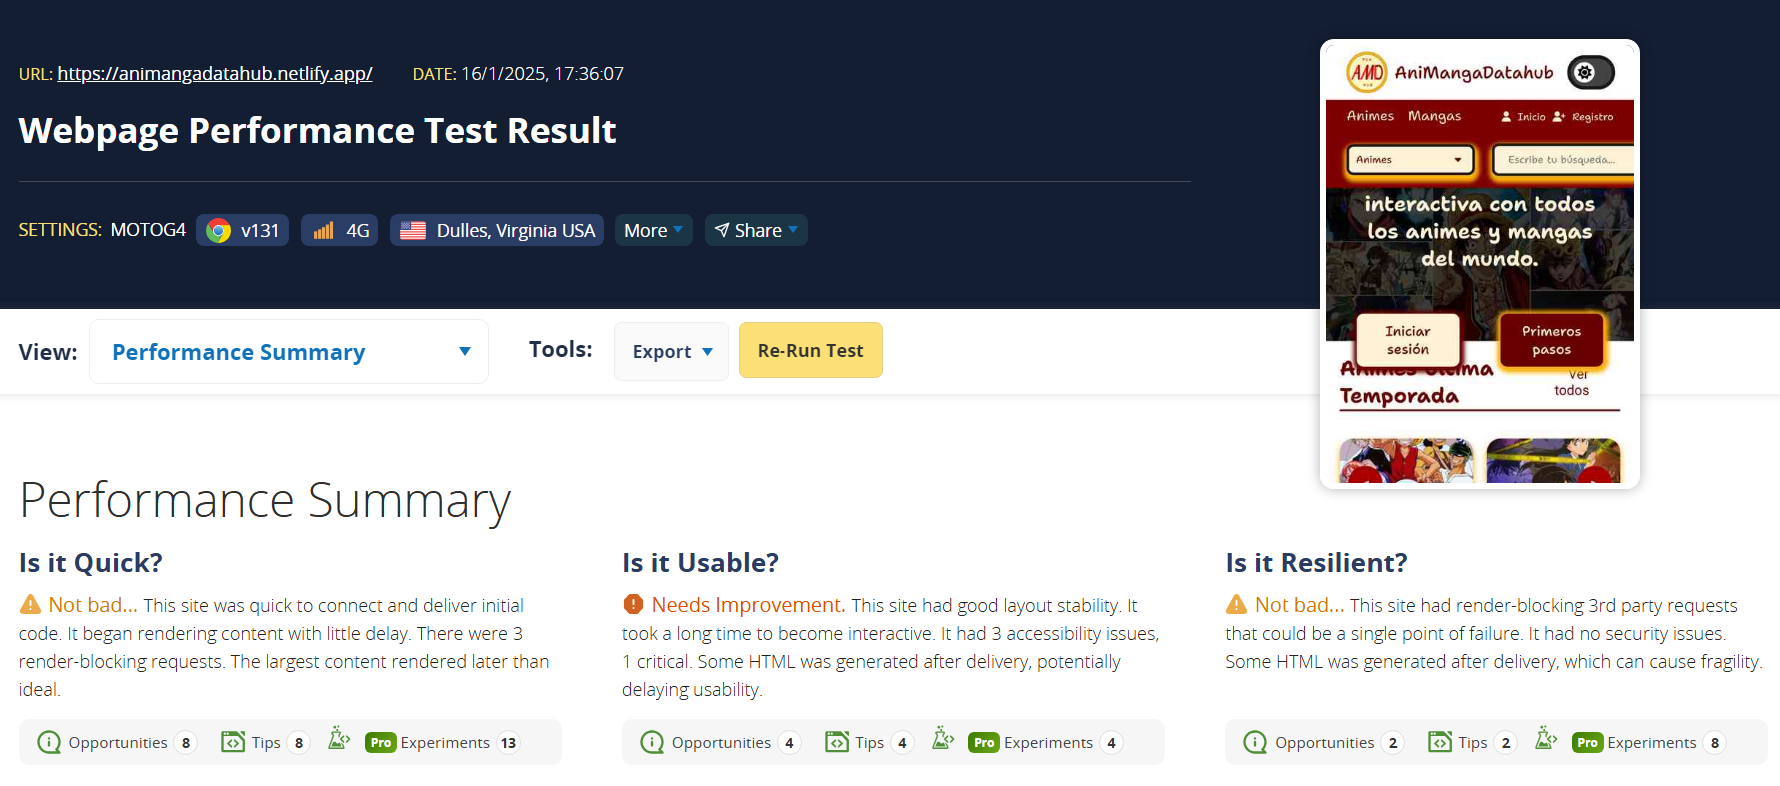 URL: https://animangadatahub.netlify.app/ DATE: 16/1/2025, 17:36:07
Webpage Performance Test Result
SETTINGS: MOTOG4 v131 4G Dulles, Virginia USA More Share
AMD AniMangaDatahub
Animes Mangas Inicio Registro
Animes Escribe tu búsqueda...
interactiva con todos
los animes y mangas
del mundo.
Iniciar
sesión
Primeros
pasos
Animes Última
Temporada
Ver
todos
View: Performance Summary Tools: Export Re-Run Test
Performance Summary
Is it Quick?
Not bad... This site was quick to connect and deliver initial
code. It began rendering content with little delay. There were 3
render-blocking requests. The largest content rendered later than
ideal.
Opportunities 8 Tips 8 Pro Experiments 13
Is it Usable?
Needs Improvement. This site had good layout stability. It
took a long time to become interactive. It had 3 accessibility issues,
1 critical. Some HTML was generated after delivery, potentially
delaying usability.
Opportunities 4 Tips 4 Pro Experiments 4
Is it Resilient?
Not bad... This site had render-blocking 3rd party requests
that could be a single point of failure. It had no security issues.
Some HTML was generated after delivery, which can cause fragility.
Opportunities 2 Tips 2 Pro Experiments 8